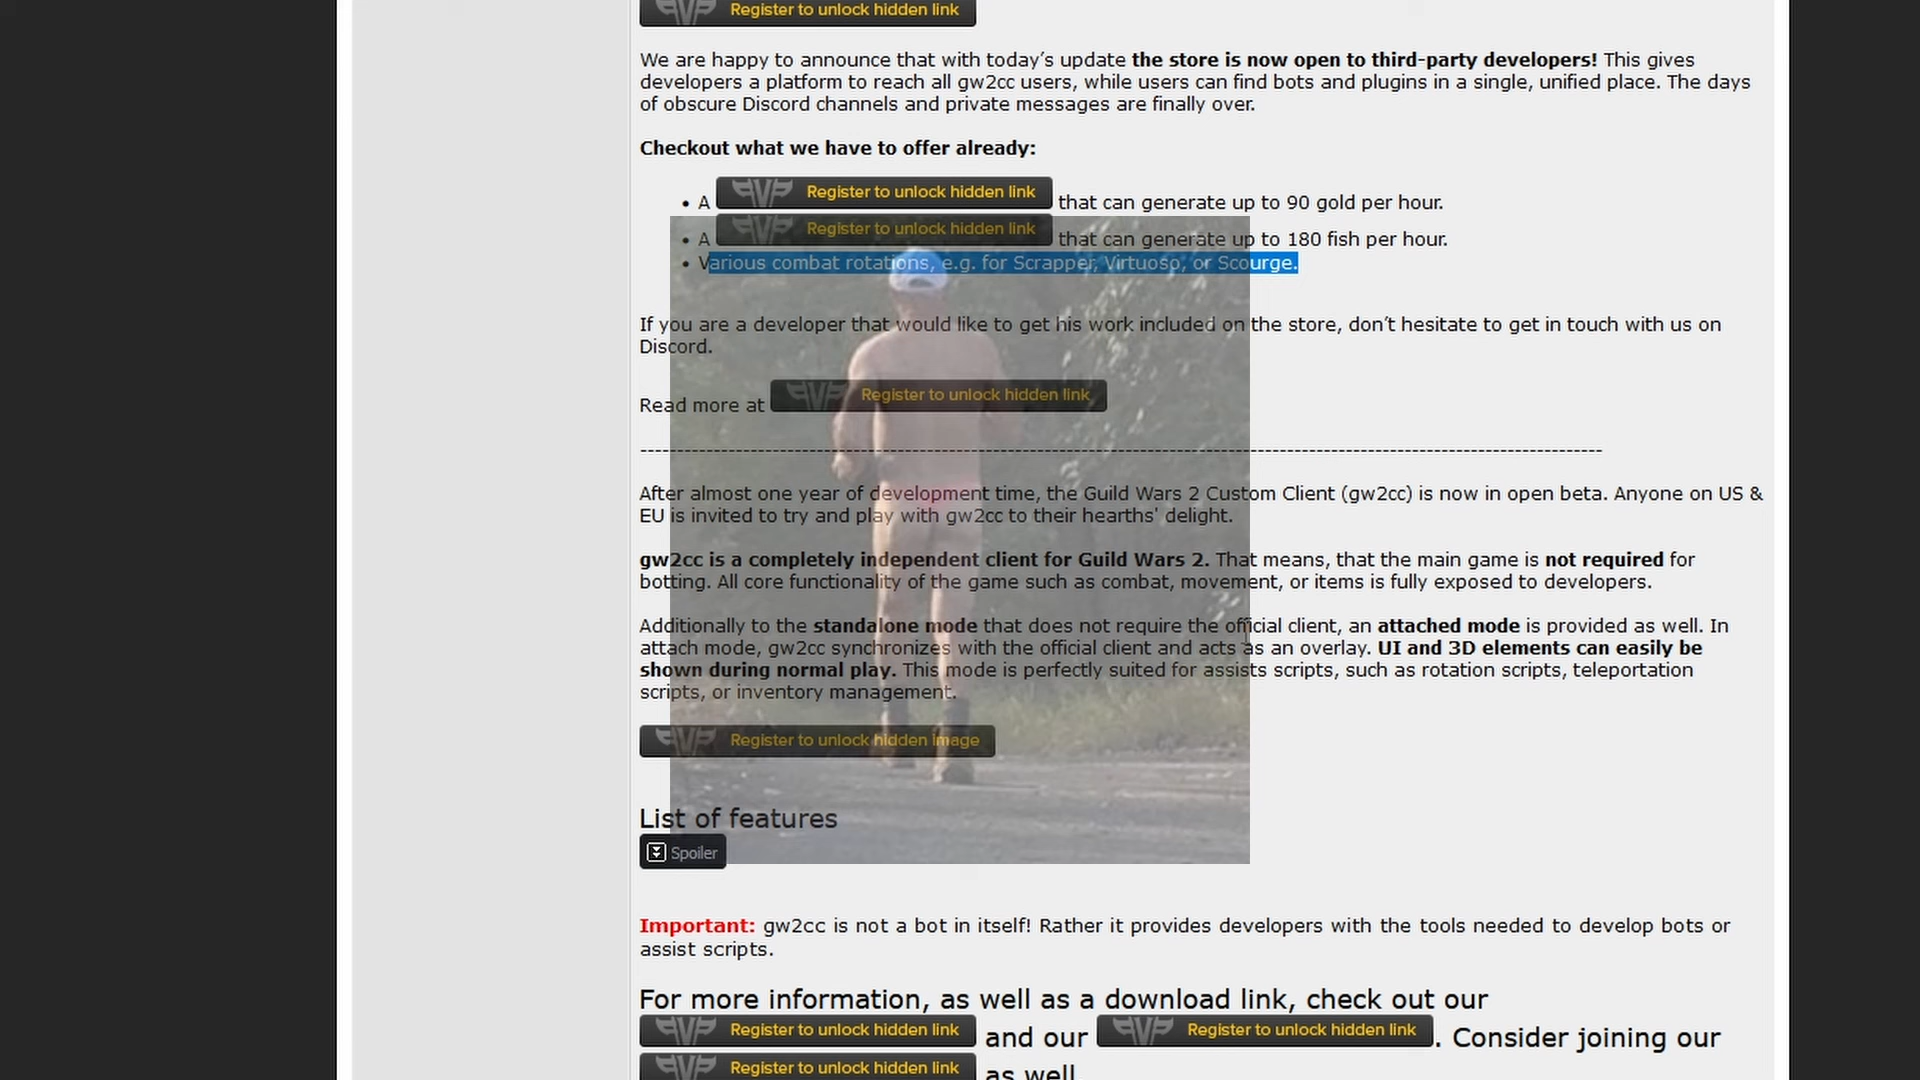 Register to unlock hidden link
We are happy to announce that with today’s update the store is now open to third-party developers! This gives
developers a platform to reach all gw2cc users, while users can find bots and plugins in a single, unified place. The days
of obscure Discord channels and private messages are finally over.
Checkout what we have to offer already:
• A Register to unlock hidden link that can generate up to 90 gold per hour.
• A Register to unlock hidden link that can generate up to 180 fish per hour.
• Various combat rotations, e.g. for Scrapper, Virtuoso, or Scourge.
If you are a developer that would like to get his work included on the store, don’t hesitate to get in touch with us on
Discord.
Read more at Register to unlock hidden link
--------------------------------------------------------------------------------------------------------------------------------------------
After almost one year of development time, the Guild Wars 2 Custom Client (gw2cc) is now in open beta. Anyone on US &
EU is invited to try and play with gw2cc to their hearths' delight.
gw2cc is a completely independent client for Guild Wars 2. That means, that the main game is not required for
botting. All core functionality of the game such as combat, movement, or items is fully exposed to developers.
Additionally to the standalone mode that does not require the official client, an attached mode is provided as well. In
attach mode, gw2cc synchronizes with the official client and acts as an overlay. UI and 3D elements can easily be
shown during normal play. This mode is perfectly suited for assists scripts, such as rotation scripts, teleportation
scripts, or inventory management.
Register to unlock hidden image
List of features
Spoiler
Important: gw2cc is not a bot in itself! Rather it provides developers with the tools needed to develop bots or
assist scripts.
For more information, as well as a download link, check out our
Register to unlock hidden link and our Register to unlock hidden link. Consider joining our
Register to unlock hidden link as well.